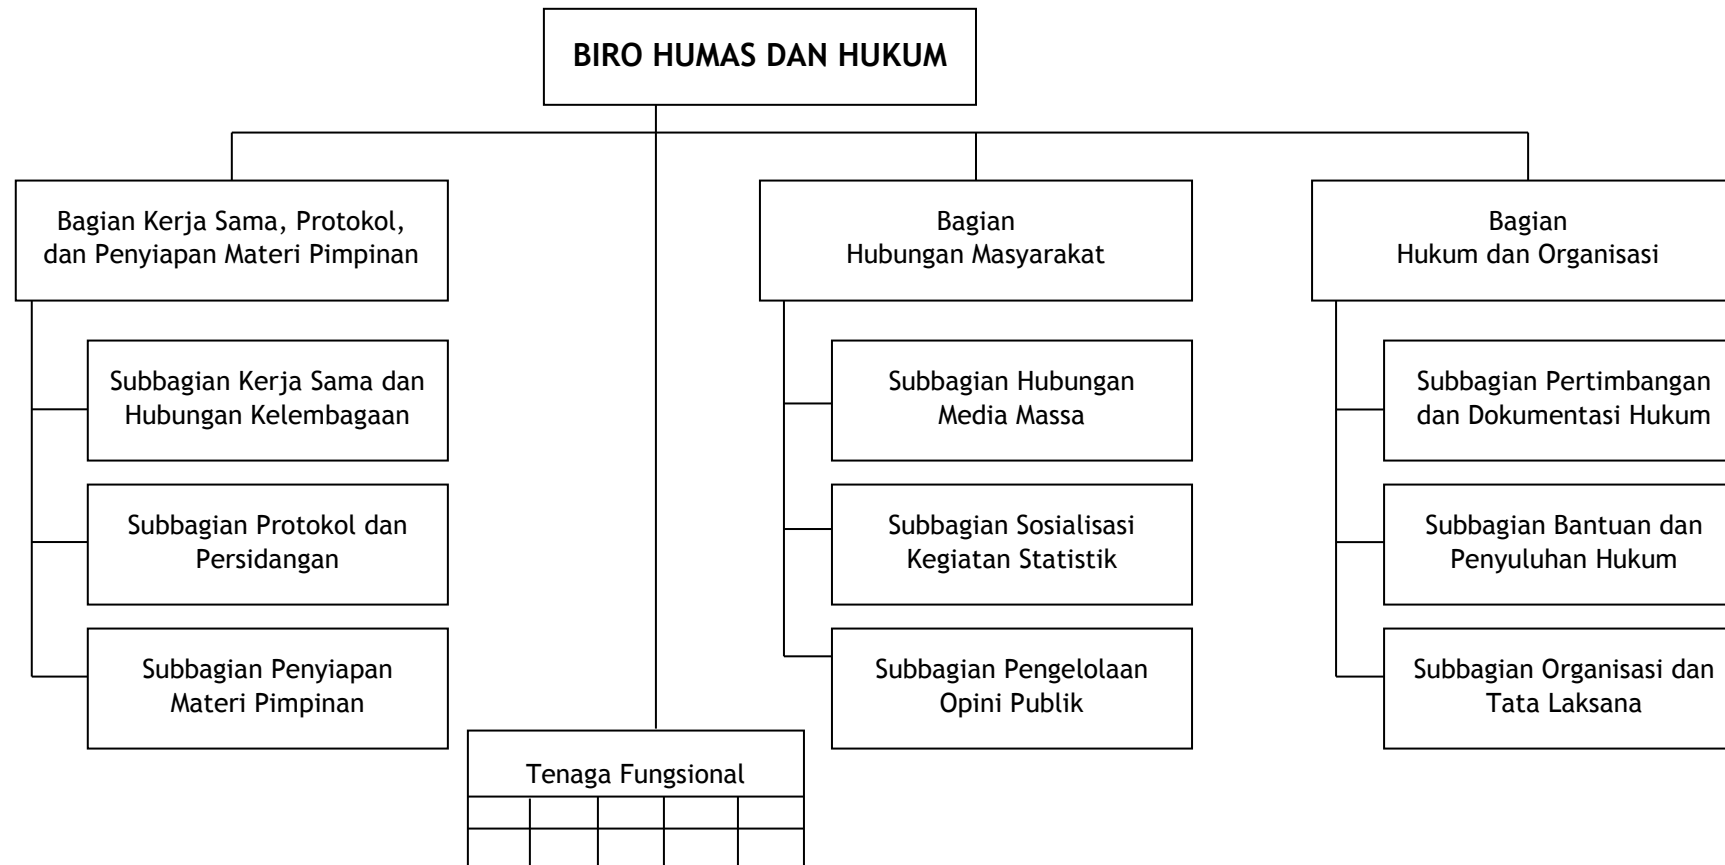 BIRO HUMAS DAN HUKUM
Bagian Kerja Sama, Protokol,
dan Penyiapan Materi Pimpinan
Bagian
Hubungan Masyarakat
Bagian
Hukum dan Organisasi
Subbagian Kerja Sama dan
Hubungan Kelembagaan
Subbagian Hubungan
Media Massa
Subbagian Pertimbangan
dan Dokumentasi Hukum
Subbagian Protokol dan
Persidangan
Subbagian Sosialisasi
Kegiatan Statistik
Subbagian Bantuan dan
Penyuluhan Hukum
Subbagian Penyiapan
Materi Pimpinan
Subbagian Pengelolaan
Opini Publik
Subbagian Organisasi dan
Tata Laksana
Tenaga Fungsional